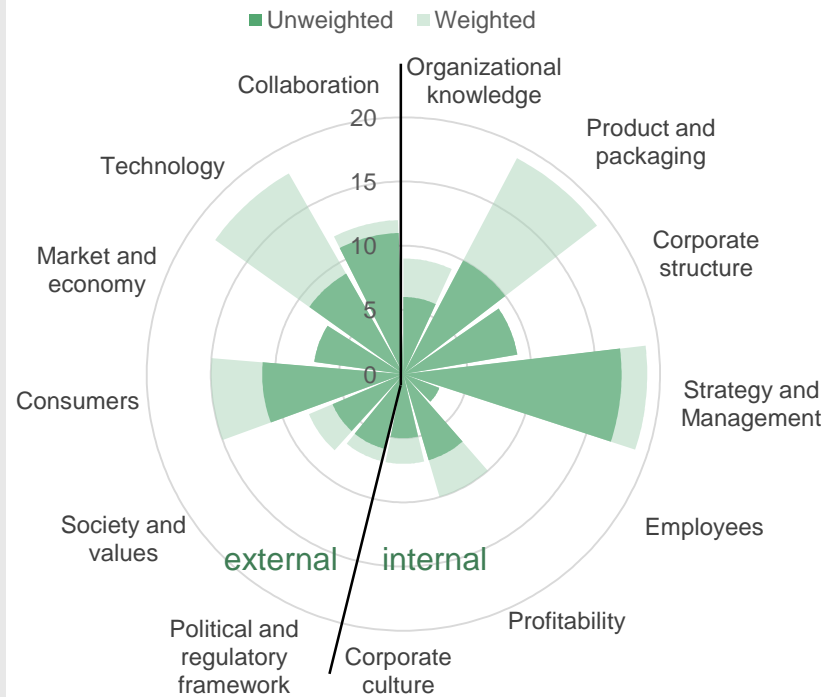 Unweighted
Weighted
Collaboration
Organizational
knowledge
20
Product and
packaging
Technology
15
Corporate
structure
Market and
economy
10
5
0
Consumers
Strategy and
Management
Society and
values
Employees
external
internal
Profitability
Political and
regulatory
framework
Corporate
culture